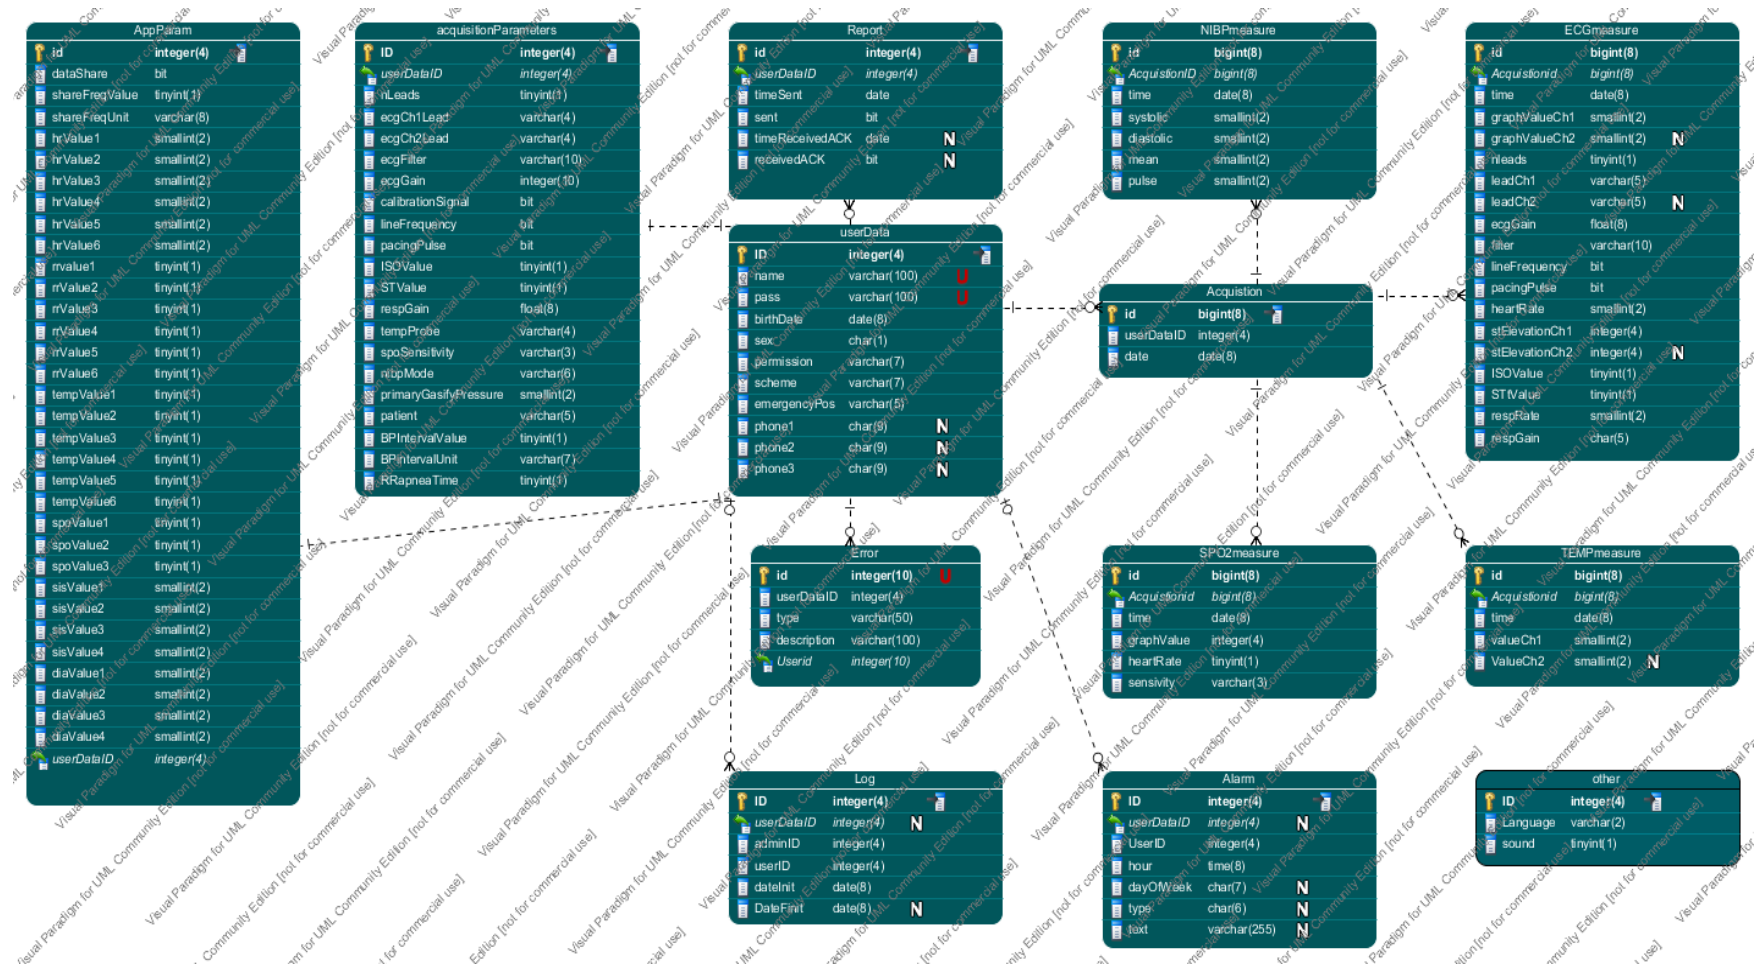 AppParam
id integer(4)
dataShare bit
shareFreqValue tinyint(1)
shareFreqUnit varchar(8)
hrValue1 smallint(2)
hrValue2 smallint(2)
hrValue3 smallint(2)
hrValue4 smallint(2)
hrValue5 smallint(2)
hrValue6 smallint(2)
rrvalue1 tinyint(1)
rrValue2 tinyint(1)
rrValue3 tinyint(1)
rrValue4 tinyint(1)
rrValue5 tinyint(1)
rrValue6 tinyint(1)
tempValue1 tinyint(1)
tempValue2 tinyint(1)
tempValue3 tinyint(1)
tempValue4 tinyint(1)
tempValue5 tinyint(1)
tempValue6 tinyint(1)
spoValue1 tinyint(1)
spoValue2 tinyint(1)
spoValue3 tinyint(1)
sisValue1 smallint(2)
sisValue2 smallint(2)
sisValue3 smallint(2)
sisValue4 smallint(2)
diaValue1 smallint(2)
diaValue2 smallint(2)
diaValue3 smallint(2)
diaValue4 smallint(2)
userDataID integer(4)
acquisitionParameters
ID integer(4)
userDataID integer(4)
nLeads tinyint(1)
ecgCh1Lead varchar(4)
ecgCh2Lead varchar(4)
ecgFilter varchar(10)
ecgGain integer(10)
calibrationSignal bit
lineFrequency bit
pacingPulse bit
ISOValue tinyint(1)
STValue tinyint(1)
respGain float(8)
tempProbe varchar(4)
spoSensitivity varchar(3)
nibpMode varchar(6)
primaryGasifyPressure smallint(2)
patient varchar(5)
BPIntervalValue tinyint(1)
BPIntervalUnit varchar(7)
RRapneaTime tinyint(1)
Report
id integer(4)
userDataID integer(4)
timeSent date
sent bit
timeReceivedACK date N
receivedACK bit N
userData
ID integer(4)
name varchar(100) U
pass varchar(100) U
birthDate date(8)
sex char(1)
permission varchar(7)
scheme varchar(7)
emergencyPos varchar(5)
phone1 char(9) N
phone2 char(9) N
phone3 char(9) N
Error
id integer(10) U
userDataID integer(4)
type varchar(50)
description varchar(100)
Userid integer(10)
Log
ID integer(4)
userDataID integer(4) N
adminID integer(4)
userID integer(4)
dateInit date(8)
DateFinit date(8) N
NIBPmeasure
id bigint(8)
AcquistionID bigint(8)
time date(8)
systolic smallint(2)
diastolic smallint(2)
mean smallint(2)
pulse smallint(2)
Acquistion
id bigint(8)
userDataID integer(4)
date date(8)
SPO2measure
id bigint(8)
Acquistionid bigint(8)
time date(8)
graphValue integer(4)
heartRate tinyint(1)
sensivity varchar(3)
Alarm
ID integer(4)
userDataID integer(4) N
UserID integer(4)
hour time(8)
dayOfWeek char(7) N
type char(6) N
text varchar(255) N
ECGmeasure
id bigint(8)
Acquistionid bigint(8)
time date(8)
graphValueCh1 smallint(2)
graphValueCh2 smallint(2) N
nleads tinyint(1)
leadCh1 varchar(5)
leadCh2 varchar(5) N
ecgGain float(8)
filter varchar(10)
lineFrequency bit
pacingPulse bit
heartRate smallint(2)
stElevationCh1 integer(4)
stElevationCh2 integer(4) N
ISOValue tinyint(1)
STfValue tinyint(1)
respRate smallint(2)
respGain char(5)
TEMPmeasure
id bigint(8)
Acquistionid bigint(8)
time date(8)
valueCh1 smallint(2)
ValueCh2 smallint(2) N
other
ID integer(4)
Language varchar(2)
sound tinyint(1)
Visual Paradigm for UML Community Edition [not for commercial use]